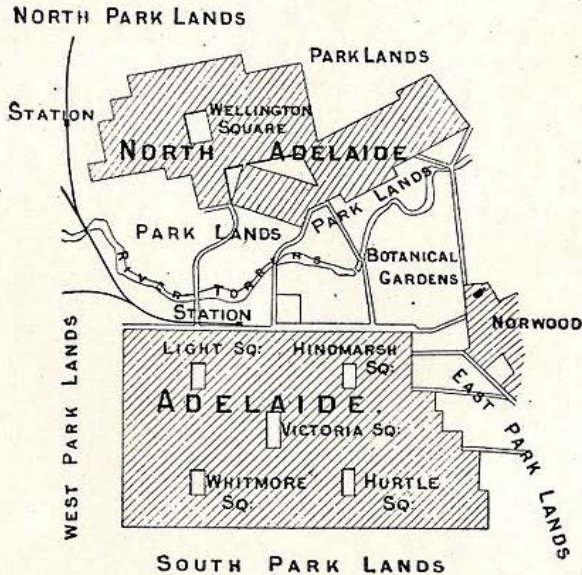 NORTH PARK LANDS
PARK LANDS
STATION
WELLINGTON
SQUARE
NORTH ADELAIDE
PARK LANDS
PARK LANDS
RIVER TORRENS
BOTANICAL
GARDENS
STATION
NORWOOD
LIGHT SQ:
HINDMARSH
SQ:
ADELAIDE.
VICTORIA SQ:
WHITMORE
SQ:
HURTLE
SQ:
WEST PARK LANDS
EAST PARK LANDS
SOUTH PARK LANDS